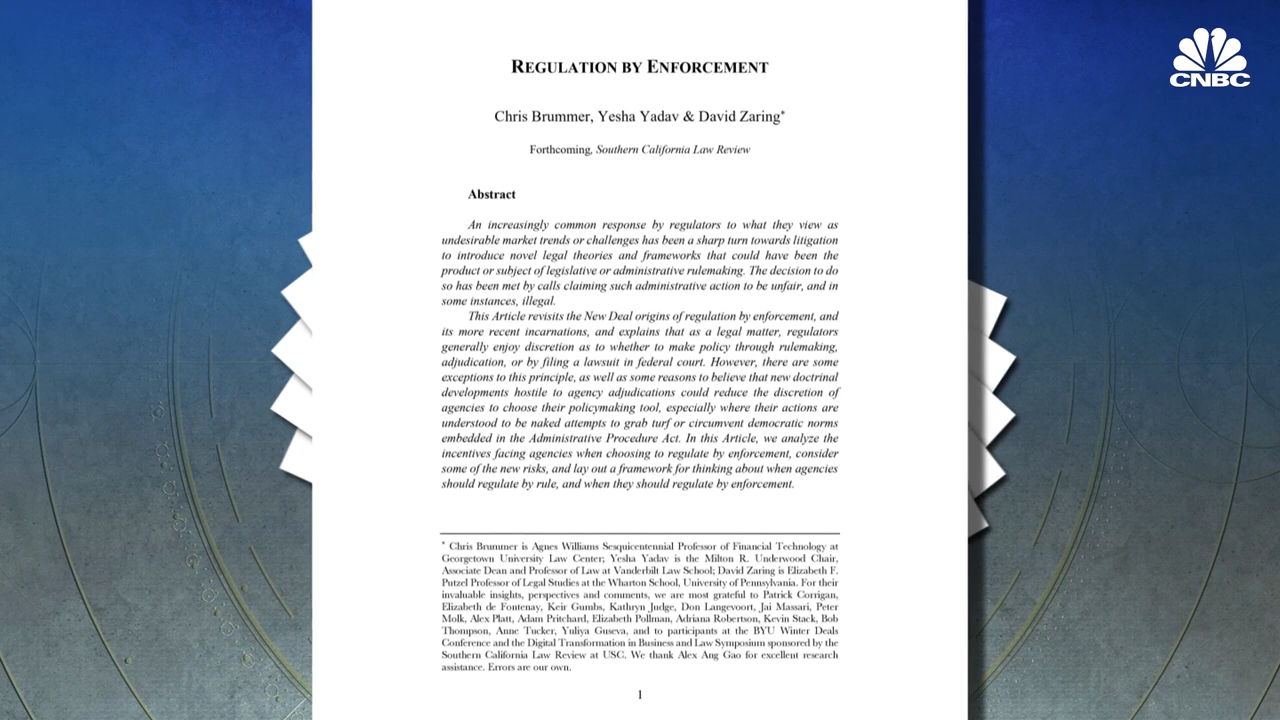 CNBC
REGULATION BY ENFORCEMENT
Chris Brummer, Yesha Yadav & David Zaring*
Forthcoming, Southern California Law Review
Abstract
An increasingly common response by regulators to what they view as
undesirable market trends or challenges has been a sharp turn towards litigation
to introduce novel legal theories and frameworks that could have been the
product or subject of legislative or administrative rulemaking. The decision to do
so has been met by calls claiming such administrative action to be unfair, and in
some instances, illegal.
This Article revisits the New Deal origins of regulation by enforcement, and
its more recent incarnations, and explains that as a legal matter, regulators
generally enjoy discretion as to whether to make policy through rulemaking,
adjudication, or by filing a lawsuit in federal court. However, there are some
exceptions to this principle, as well as some reasons to believe that new doctrinal
developments hostile to agency adjudications could reduce the discretion of
agencies to choose their policymaking tool, especially where their actions are
understood to be naked attempts to grab turf or circumvent democratic norms
embedded in the Administrative Procedure Act. In this Article, we analyze the
incentives facing agencies when choosing to regulate by enforcement, consider
some of the new risks, and lay out a framework for thinking about when agencies
should regulate by rule, and when they should regulate by enforcement.
* Chris Brummer is Agnes Williams Sesquicentennial Professor of Financial Technology at
Georgetown University Law Center; Yesha Yadav is the Milton R. Underwood Chair,
Associate Dean and Professor of Law at Vanderbilt Law School; David Zaring is Elizabeth F.
Putzel Professor of Legal Studies at the Wharton School, University of Pennsylvania. For their
invaluable insights, perspectives and comments, we are most grateful to Patrick Corrigan,
Elizabeth de Fontenay, Keir Gumbs, Kathryn Judge, Don Langevoort, Jai Massari, Peter
Molk, Alex Platt, Adam Pritchard, Elizabeth Pollman, Adriana Robertson, Kevin Stack, Bob
Thompson, Anne Tucker, Yuliya Guseva, and to participants at the BYU Winter Deals
Conference and the Digital Transformation in Business and Law Symposium sponsored by the
Southern California Law Review at USC. We thank Alex Ang Gao for excellent research
assistance. Errors are our own.
1